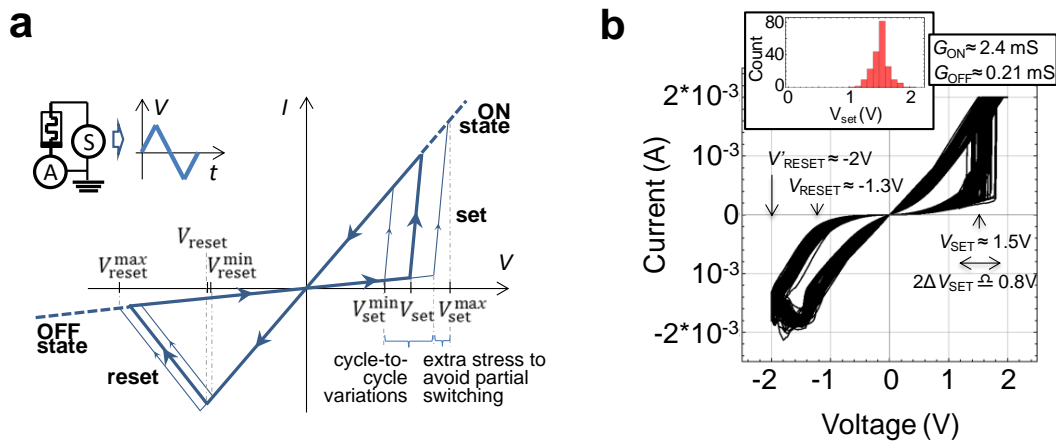 a
V
S
A
t
I
ON
state
set
V
V_reset
V_reset^max
V_reset^min
V_set^min
V_set
V_set^max
OFF
state
reset
cycle-to-
cycle
variations
extra stress to
avoid partial
switching
b
80
40
0
Count
0
1
2
V_set (V)
G_ON ≈ 2.4 mS
G_OFF ≈ 0.21 mS
2*10^-3
10^-3
0
10^-3
-2*10^-3
Current (A)
V'_RESET ≈ -2V
V_RESET ≈ -1.3V
V_SET ≈ 1.5V
2ΔV_SET ≏ 0.8V
-2
-1
0
1
2
Voltage (V)